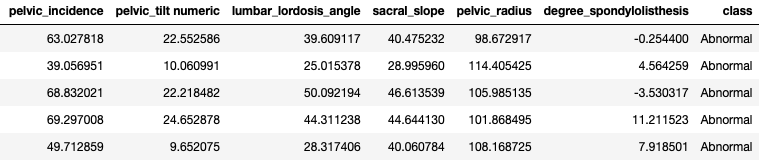 pelvic_incidence pelvic_tilt numeric lumbar_lordosis_angle sacral_slope pelvic_radius degree_spondylolisthesis class
63.027818 22.552586 39.609117 40.475232 98.672917 -0.254400 Abnormal
39.056951 10.060991 25.015378 28.995960 114.405425 4.564259 Abnormal
68.832021 22.218482 50.092194 46.613539 105.985135 -3.530317 Abnormal
69.297008 24.652878 44.311238 44.644130 101.868495 11.211523 Abnormal
49.712859 9.652075 28.317406 40.060784 108.168725 7.918501 Abnormal